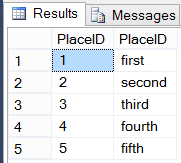 Results Messages
PlaceID PlaceID
1 1 first
2 2 second
3 3 third
4 4 fourth
5 5 fifth